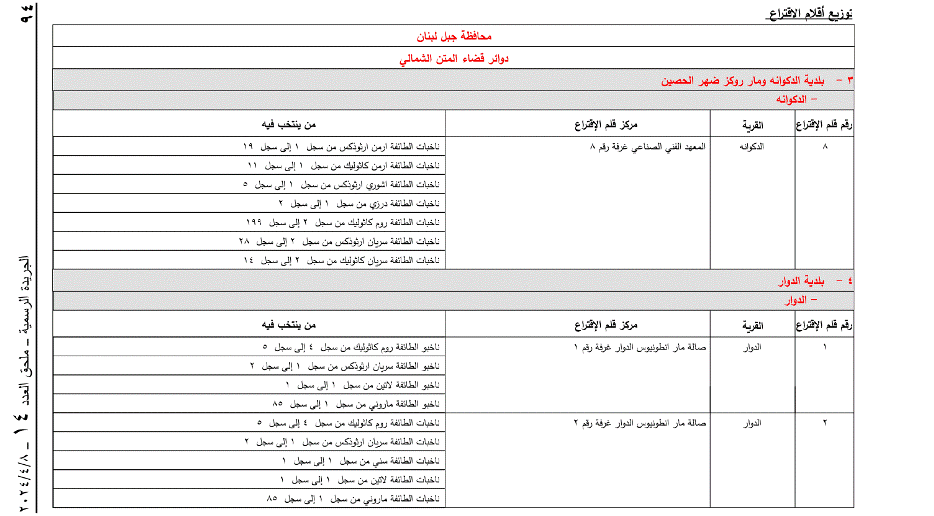 توزيع أقلام الاقتراع
محافظة جبل لبنان
دوائر قضاء المتن الشمالي
٣ - بلدية الدكوانه ومار روكز ضهر الحصين
- الدكوانه
رقم قلم الإقتراع القرية مركز قلم الإقتراع من ينتخب فيه
٨ الدكوانه المعهد الفني الصناعي غرفة رقم ٨ ناخبات الطائفة ارمن ارثوذكس من سجل ١ إلى سجل ١٩
ناخبات الطائفة ارمن كاثوليك من سجل ١ إلى سجل ١١
ناخبات الطائفة اشوري ارثوذكس من سجل ١ إلى سجل ٥
ناخبات الطائفة درزي من سجل ١ إلى سجل ٢
ناخبات الطائفة روم كاثوليك من سجل ٢ إلى سجل ١٩٩
ناخبات الطائفة سريان ارثوذكس من سجل ٢ إلى سجل ٢٨
ناخبات الطائفة سريان كاثوليك من سجل ٢ إلى سجل ١٤
٤ - بلدية الدوار
- الدوار
رقم قلم الإقتراع القرية مركز قلم الإقتراع من ينتخب فيه
١ الدوار صالة مار انطونيوس الدوار غرفة رقم ١ ناخبو الطائفة روم كاثوليك من سجل ٤ إلى سجل ٥
ناخبو الطائفة سريان ارثوذكس من سجل ١ إلى سجل ٢
ناخبو الطائفة لاتين من سجل ١ إلى سجل ١
ناخبو الطائفة ماروني من سجل ١ إلى سجل ٨٥
٢ الدوار صالة مار انطونيوس الدوار غرفة رقم ٢ ناخبات الطائفة روم كاثوليك من سجل ٤ إلى سجل ٥
ناخبات الطائفة سريان ارثوذكس من سجل ١ إلى سجل ٢
ناخبات الطائفة سني من سجل ١ إلى سجل ١
ناخبات الطائفة لاتين من سجل ١ إلى سجل ١
ناخبات الطائفة ماروني من سجل ١ إلى سجل ٨٥
٩٤
الجريدة الرسمية – ملحق العدد ١٤ – ٢٠٢٤/٤/٨